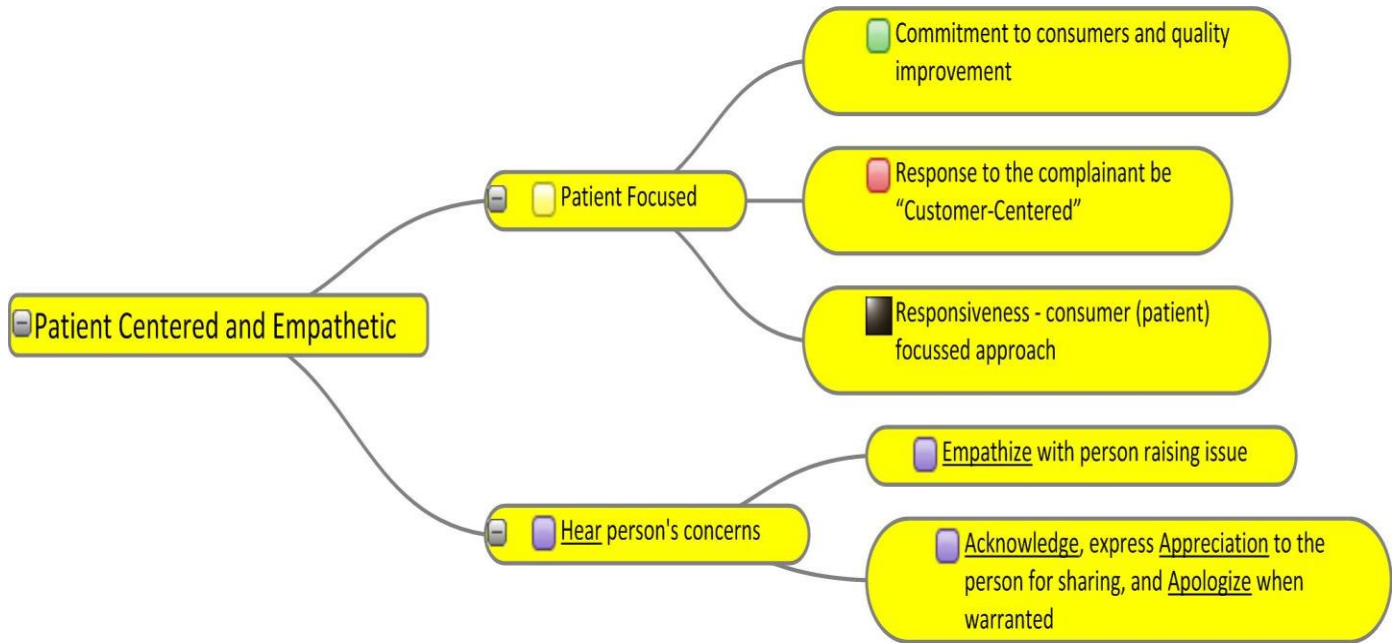 Commitment to consumers and quality
improvement
Response to the complainant be
“Customer-Centered”
Patient Focused
Responsiveness - consumer (patient)
focussed approach
Patient Centered and Empathetic
Empathize with person raising issue
Hear person's concerns
Acknowledge, express Appreciation to the
person for sharing, and Apologize when
warranted